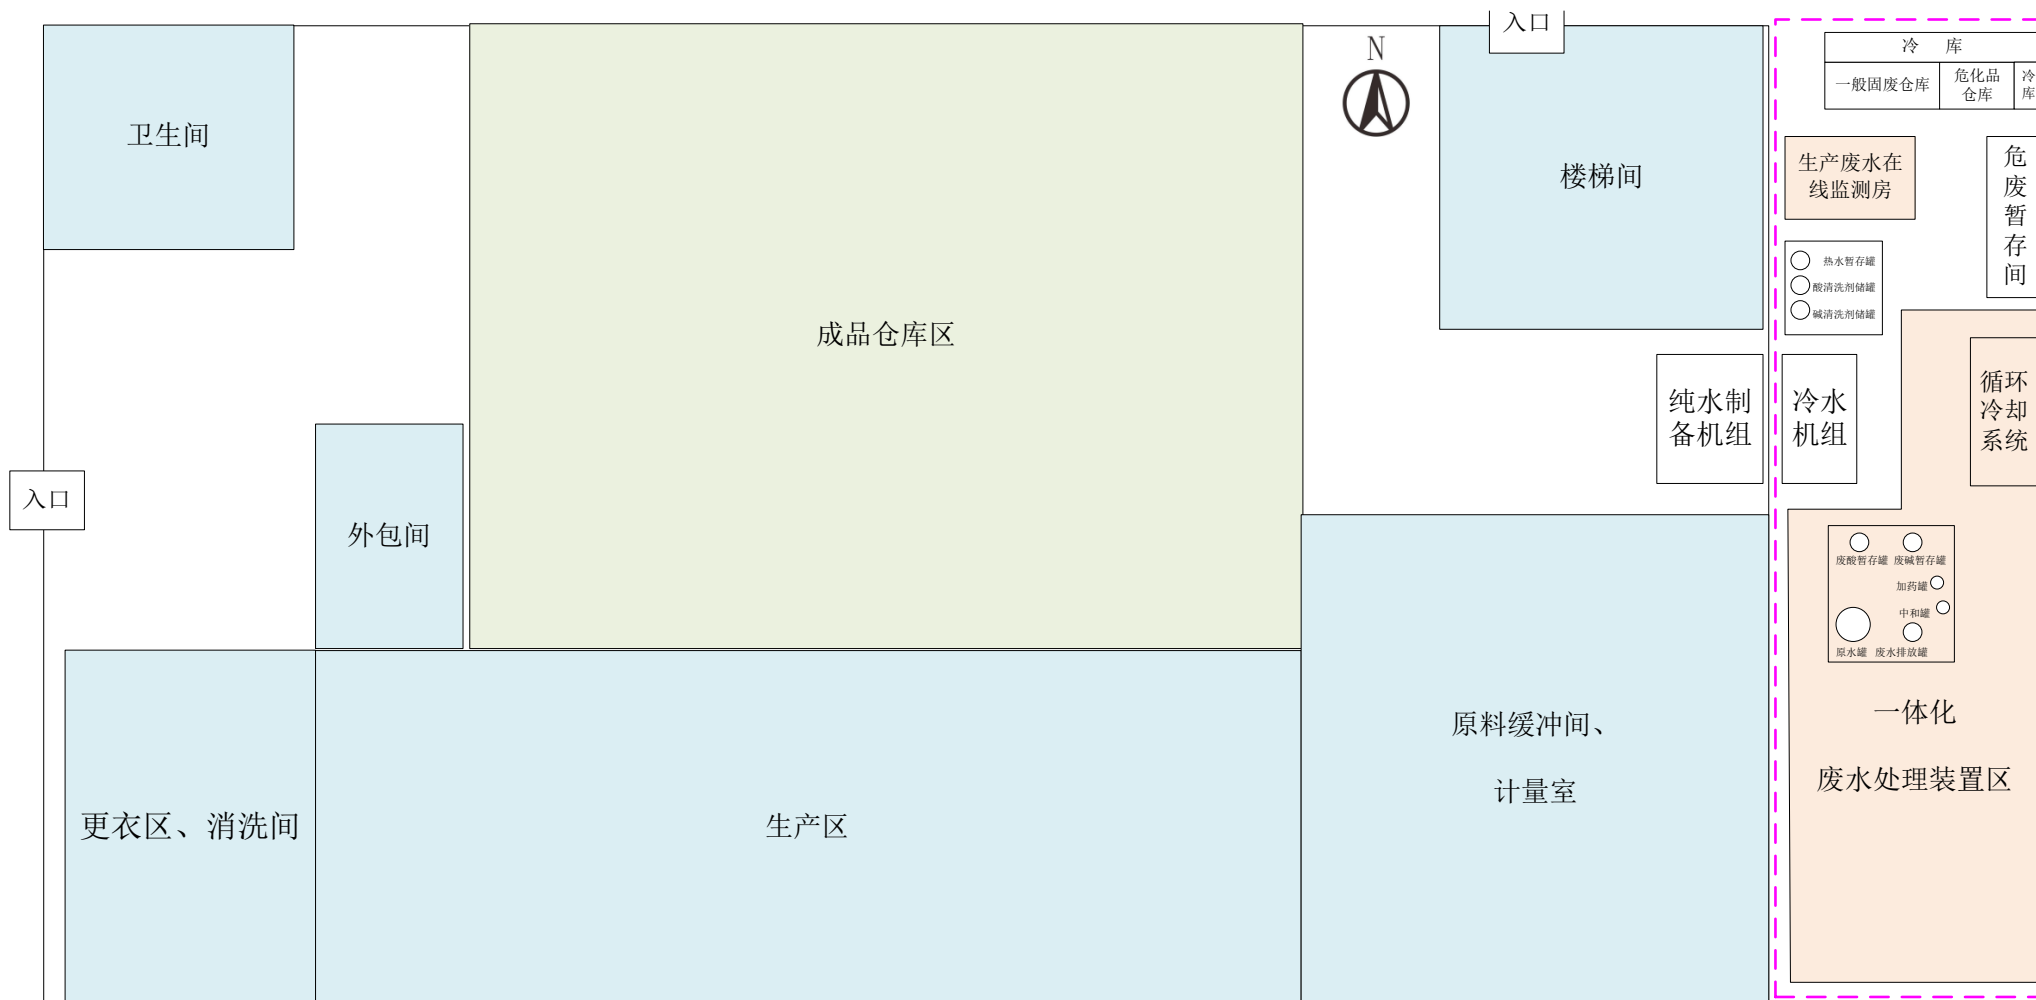 入口
N
冷 库
一般固废仓库
危化品
仓库
冷
库
卫生间
楼梯间
生产废水在
线监测房
危
废
暂
存
间
热水暂存罐
酸清洗剂储罐
碱清洗剂储罐
成品仓库区
纯水制
备机组
冷水
机组
循环
冷却
系统
入口
外包间
废酸暂存罐 废碱暂存罐
加药罐
中和罐
原水罐 废水排放罐
原料缓冲间、
计量室
一体化
废水处理装置区
更衣区、消洗间
生产区